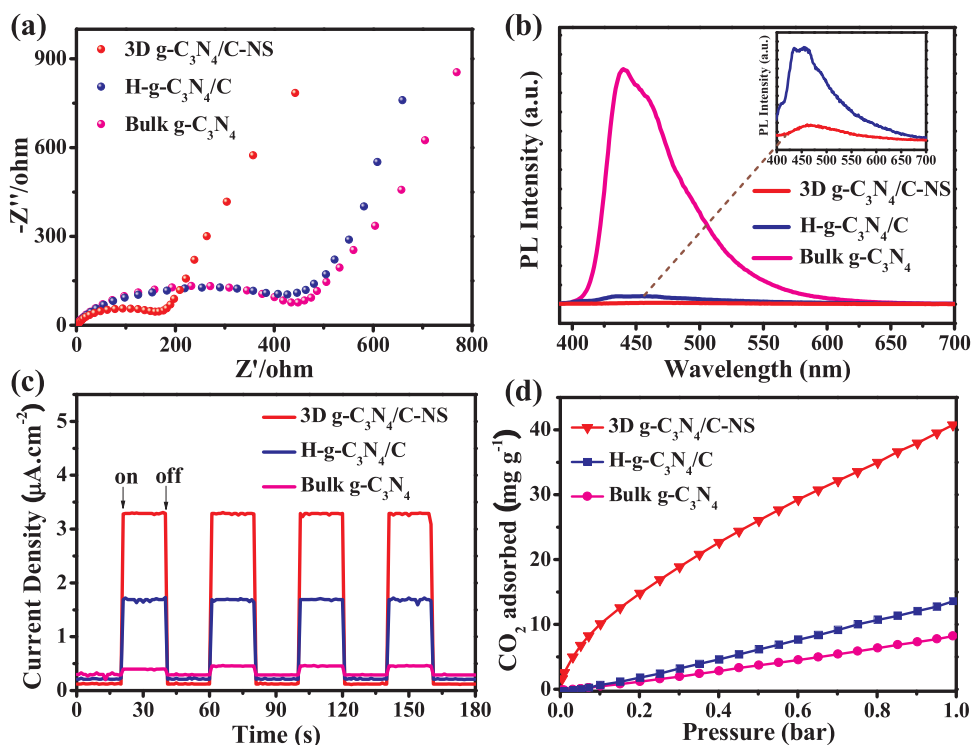 (a)
3D g-C₃N₄/C-NS
H-g-C₃N₄/C
Bulk g-C₃N₄
-Z''/ohm
900
600
300
0
0 200 400 600 800
Z'/ohm
(b)
PL Intensity (a.u.)
PL Intensity (a.u.)
400 450 500 550 600 650 700
3D g-C₃N₄/C-NS
H-g-C₃N₄/C
Bulk g-C₃N₄
400 450 500 550 600 650 700
Wavelength (nm)
(c)
Current Density (μA.cm⁻²)
5
4
3
2
1
0
3D g-C₃N₄/C-NS
H-g-C₃N₄/C
Bulk g-C₃N₄
on off
0 30 60 90 120 150 180
Time (s)
(d)
CO₂ adsorbed (mg g⁻¹)
40
30
20
10
0
3D g-C₃N₄/C-NS
H-g-C₃N₄/C
Bulk g-C₃N₄
0.0 0.2 0.4 0.6 0.8 1.0
Pressure (bar)